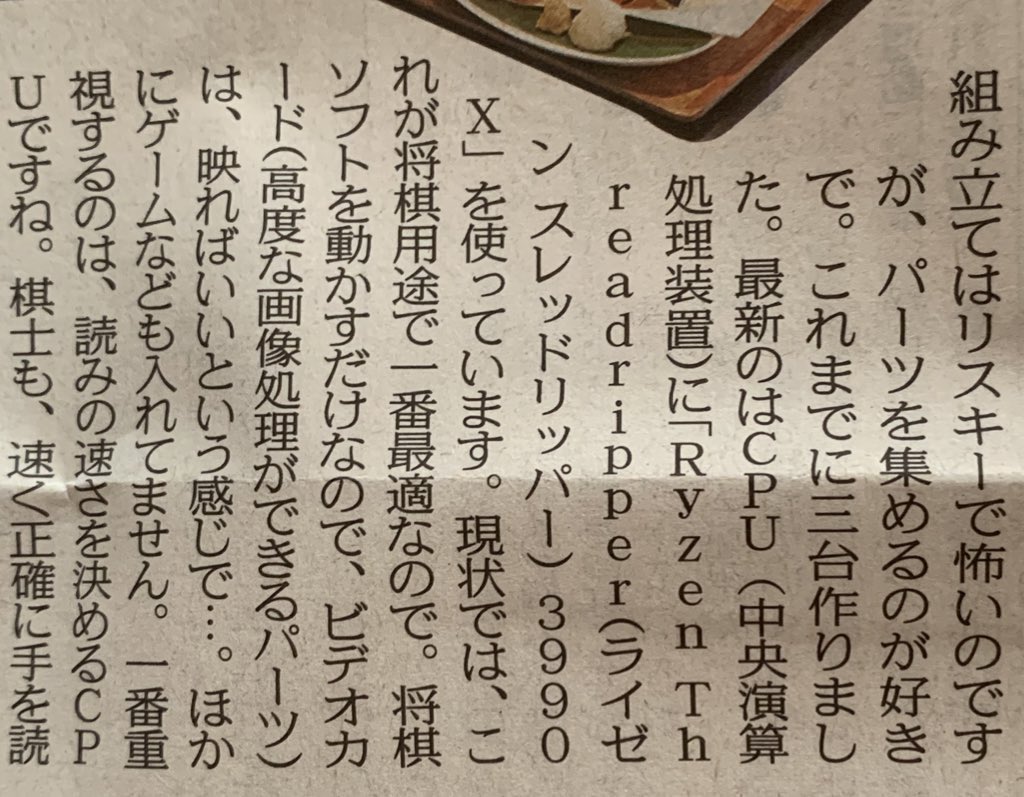 組み立てはリスキーで怖いのです
が、パーツを集めるのが好き
で。これまでに三台作りまし
た。最新のはCPU（中央演算
処理装置）に「Ryzen Th
readripper(ライゼ
ン スレッドリッパー）3990
X」を使っています。現状では、こ
れが将棋用途で一番最適なので。将棋
ソフトを動かすだけなので、ビデオカ
ード(高度な画像処理ができるパーツ)
は、映ればいいという感じで…。ほか
にゲームなども入れてません。一番重
視するのは、読みの速さを決めるCP
Uですね。棋士も、速く正確に手を読